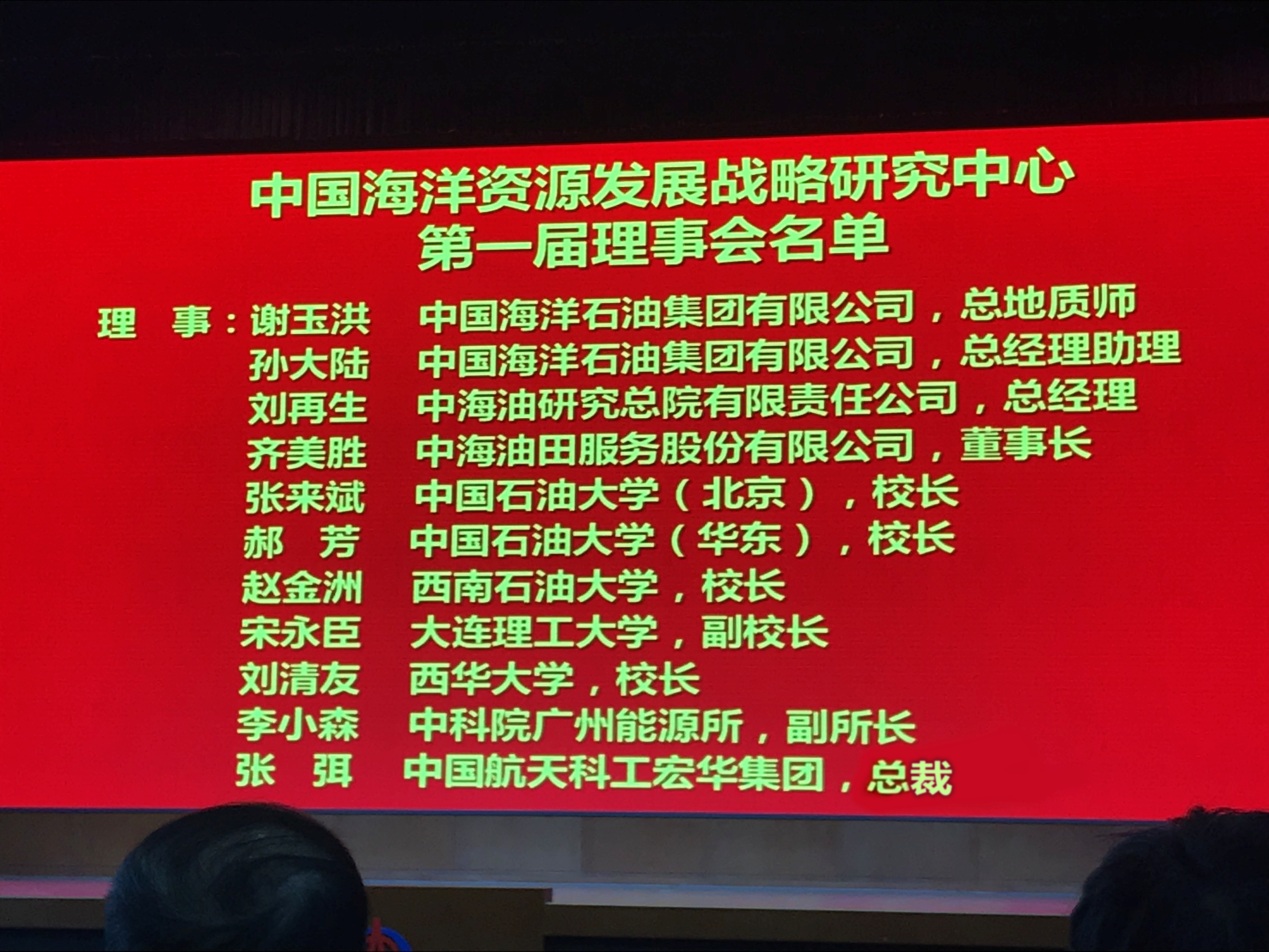 中国海洋资源发展战略研究中心
第一届理事会名单
理 事：谢玉洪 中国海洋石油集团有限公司，总地质师
孙大陆 中国海洋石油集团有限公司，总经理助理
刘再生 中海油研究总院有限责任公司，总经理
齐美胜 中海油田服务股份有限公司，董事长
张来斌 中国石油大学（北京），校长
郝 芳 中国石油大学（华东），校长
赵金洲 西南石油大学，校长
宋永臣 大连理工大学，副校长
刘清友 西华大学，校长
李小森 中科院广州能源所，副所长
张 弭 中国航天科工宏华集团，总裁